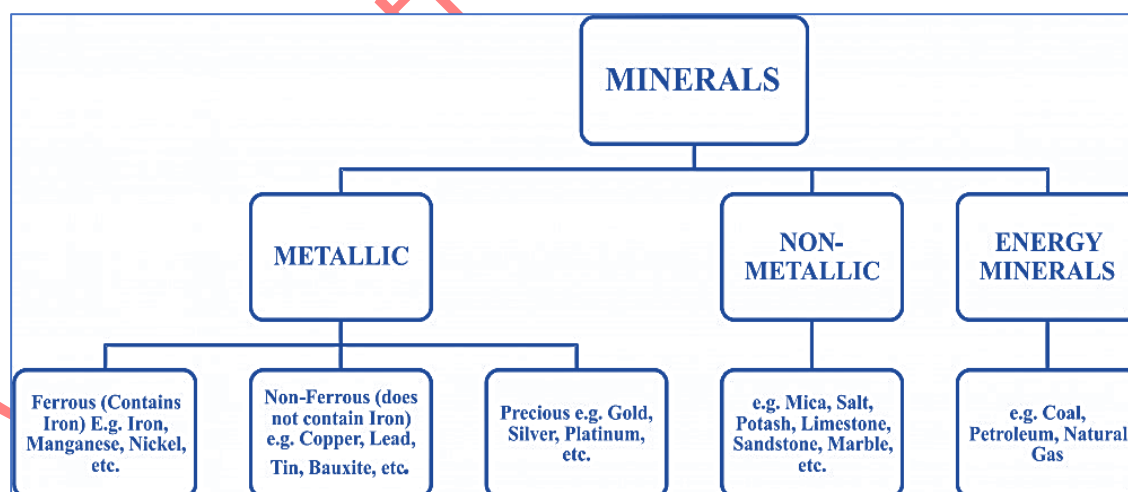 MINERALS
METALLIC
NON-
METALLIC
ENERGY
MINERALS
Ferrous (Contains
Iron) E.g. Iron,
Manganese, Nickel,
etc.
Non-Ferrous (does
not contain Iron)
e.g. Copper, Lead,
Tin, Bauxite, etc.
Precious e.g. Gold,
Silver, Platinum,
etc.
e.g. Mica, Salt,
Potash, Limestone,
Sandstone, Marble,
etc.
e.g. Coal,
Petroleum, Natural
Gas